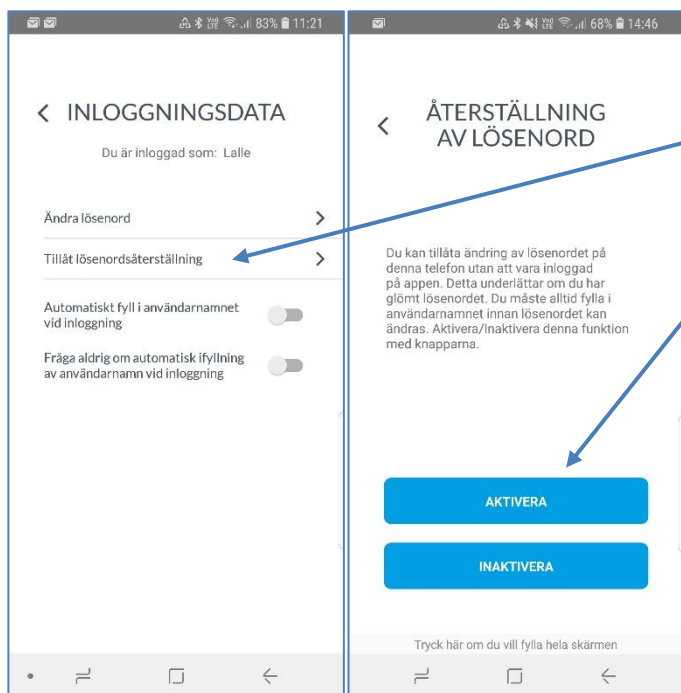 83% 11:21
INLOGGNINGSDATA
Du är inloggad som: Lalle
Ändra lösenord
Tillåt lösenordsåterställning
Automatiskt fyll i användarnamnet
vid inloggning
Fråga aldrig om automatisk ifyllning
av användarnamn vid inloggning
68% 14:46
ÅTERSTÄLLNING
AV LÖSENORD
Du kan tillåta ändring av lösenordet på
denna telefon utan att vara inloggad
på appen. Detta underlättar om du har
glömt lösenordet. Du måste alltid fylla i
användarnamnet innan lösenordet kan
ändras. Aktivera/Inaktivera denna funktion
med knapparna.
AKTIVERA
INAKTIVERA
Tryck här om du vill fylla hela skärmen